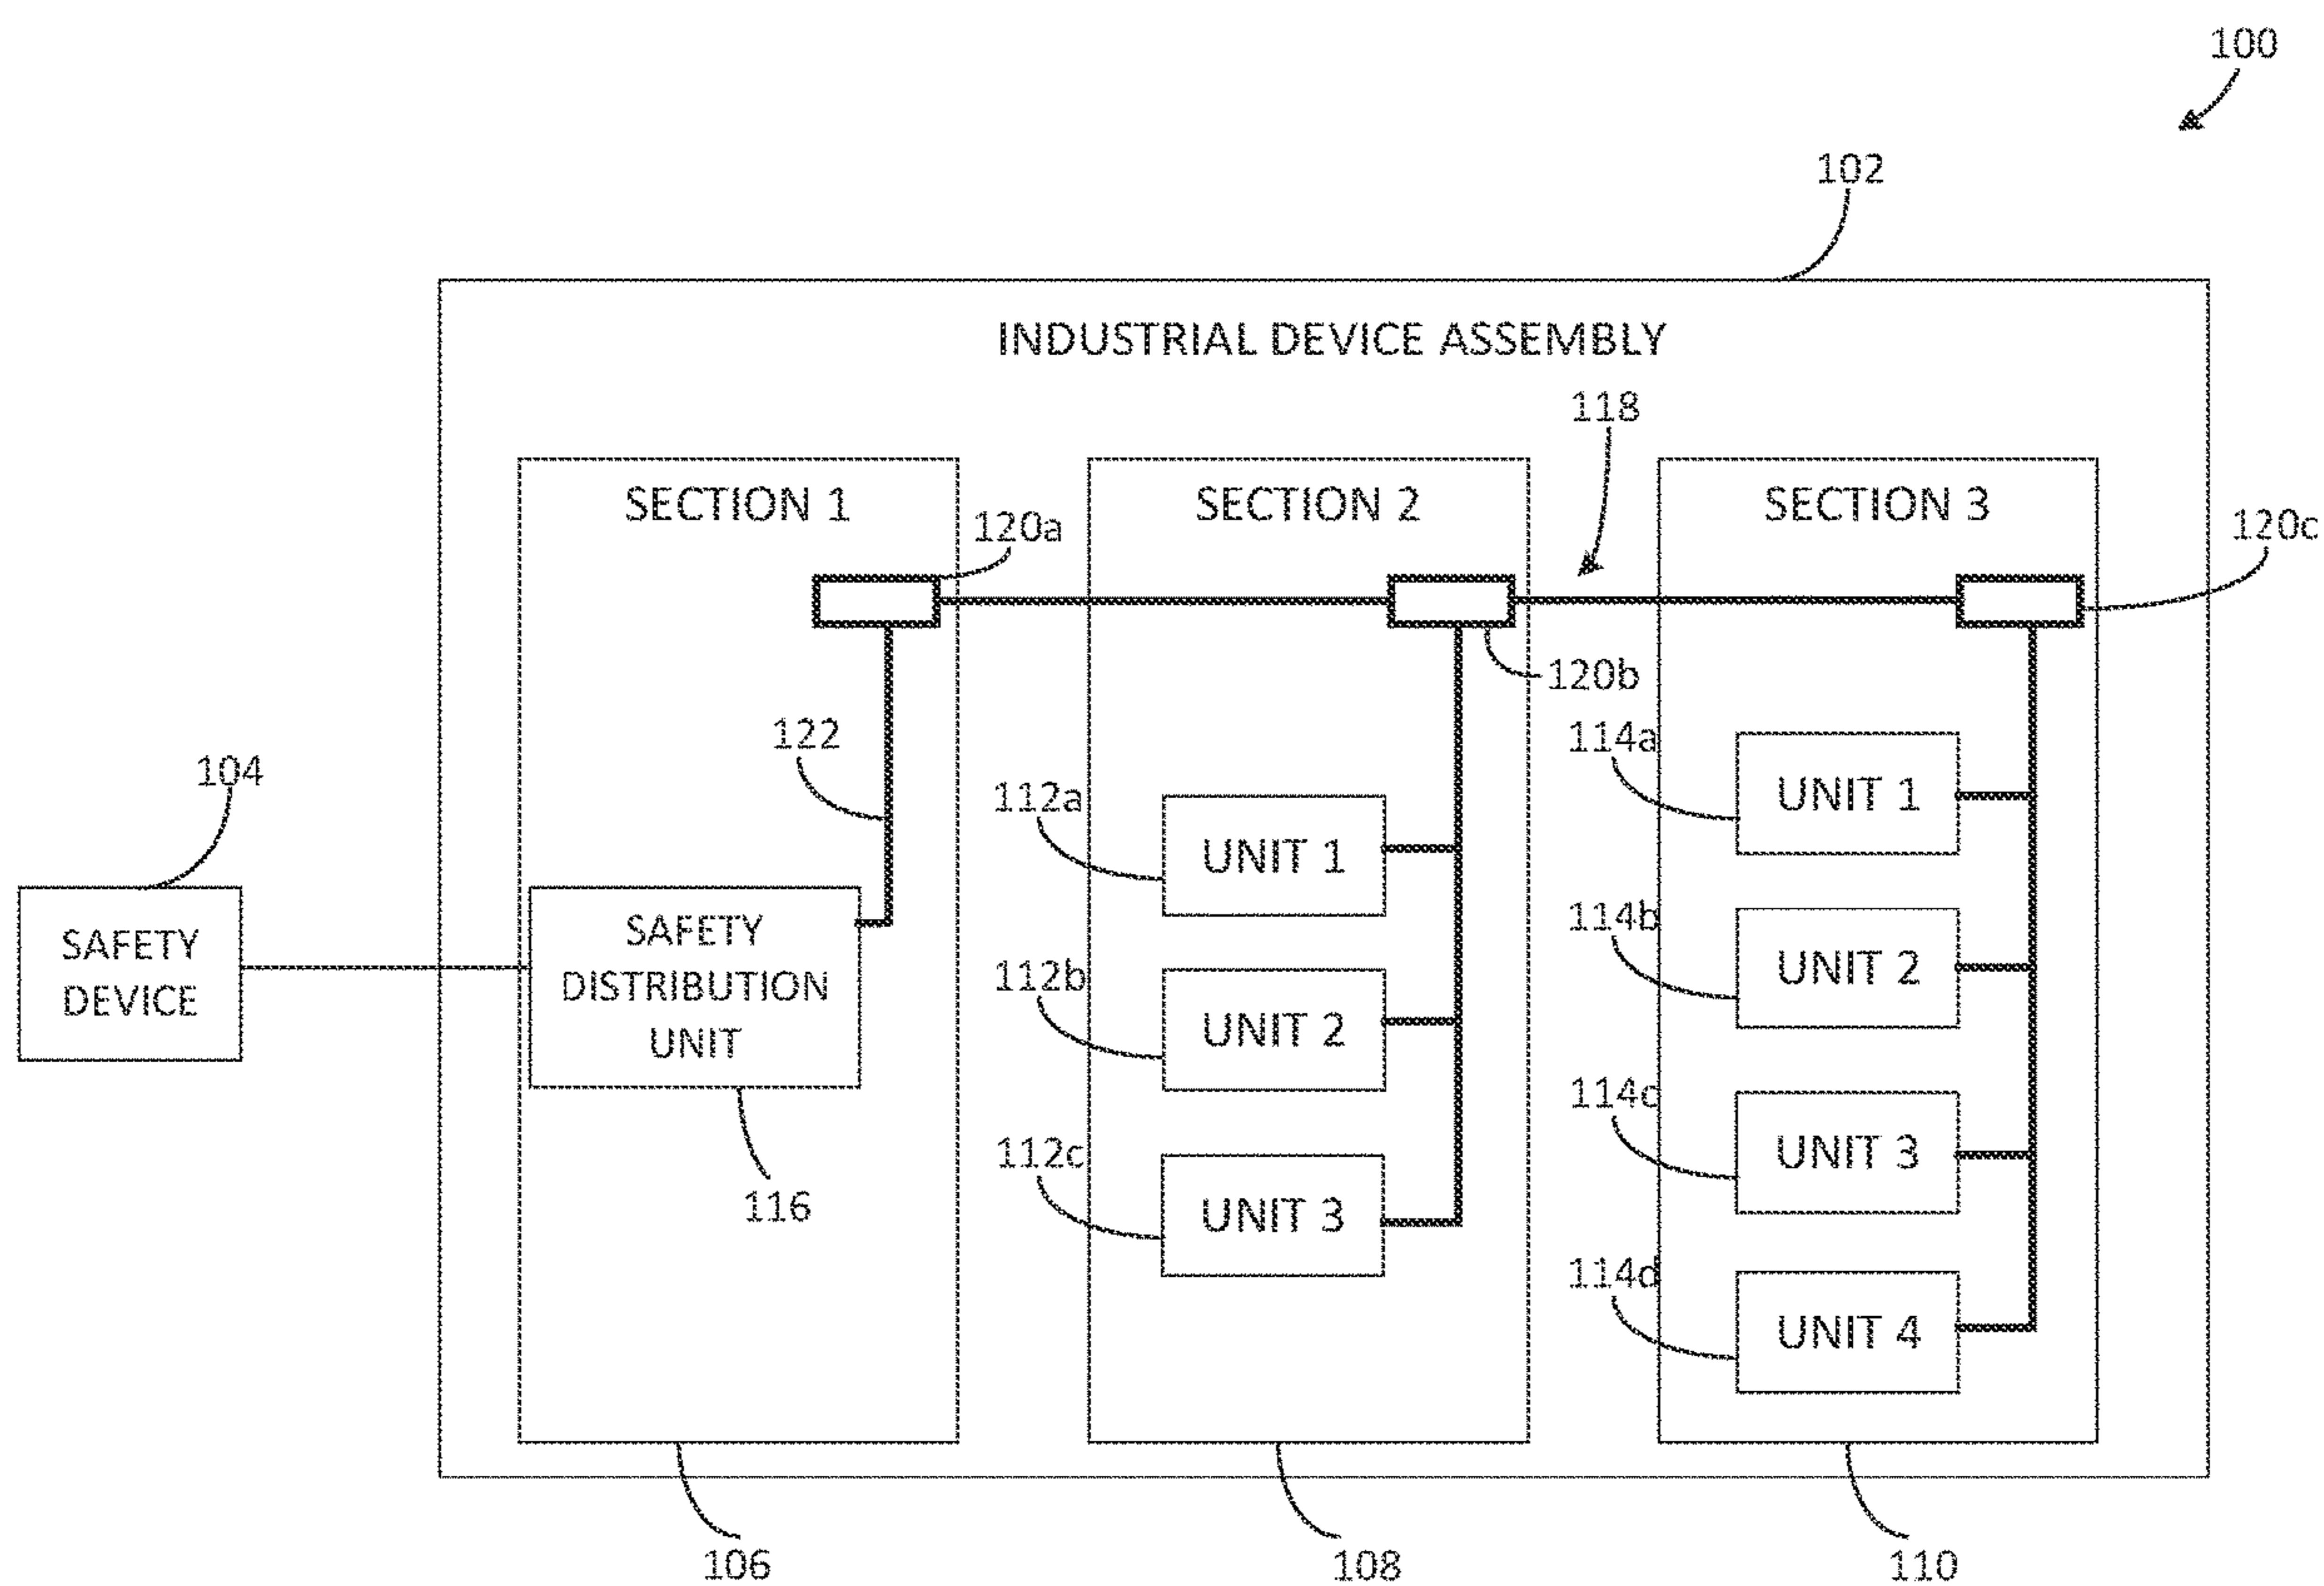 100
102
INDUSTRIAL DEVICE ASSEMBLY
118
SECTION 1
SECTION 2
SECTION 3
120a
120c
120b
122
114a
104
112a
UNIT 1
UNIT 1
114b
SAFETY
DEVICE
SAFETY
DISTRIBUTION
UNIT
112b
UNIT 2
UNIT 2
114c
112c
UNIT 3
UNIT 3
116
114d
UNIT 4
106
108
110